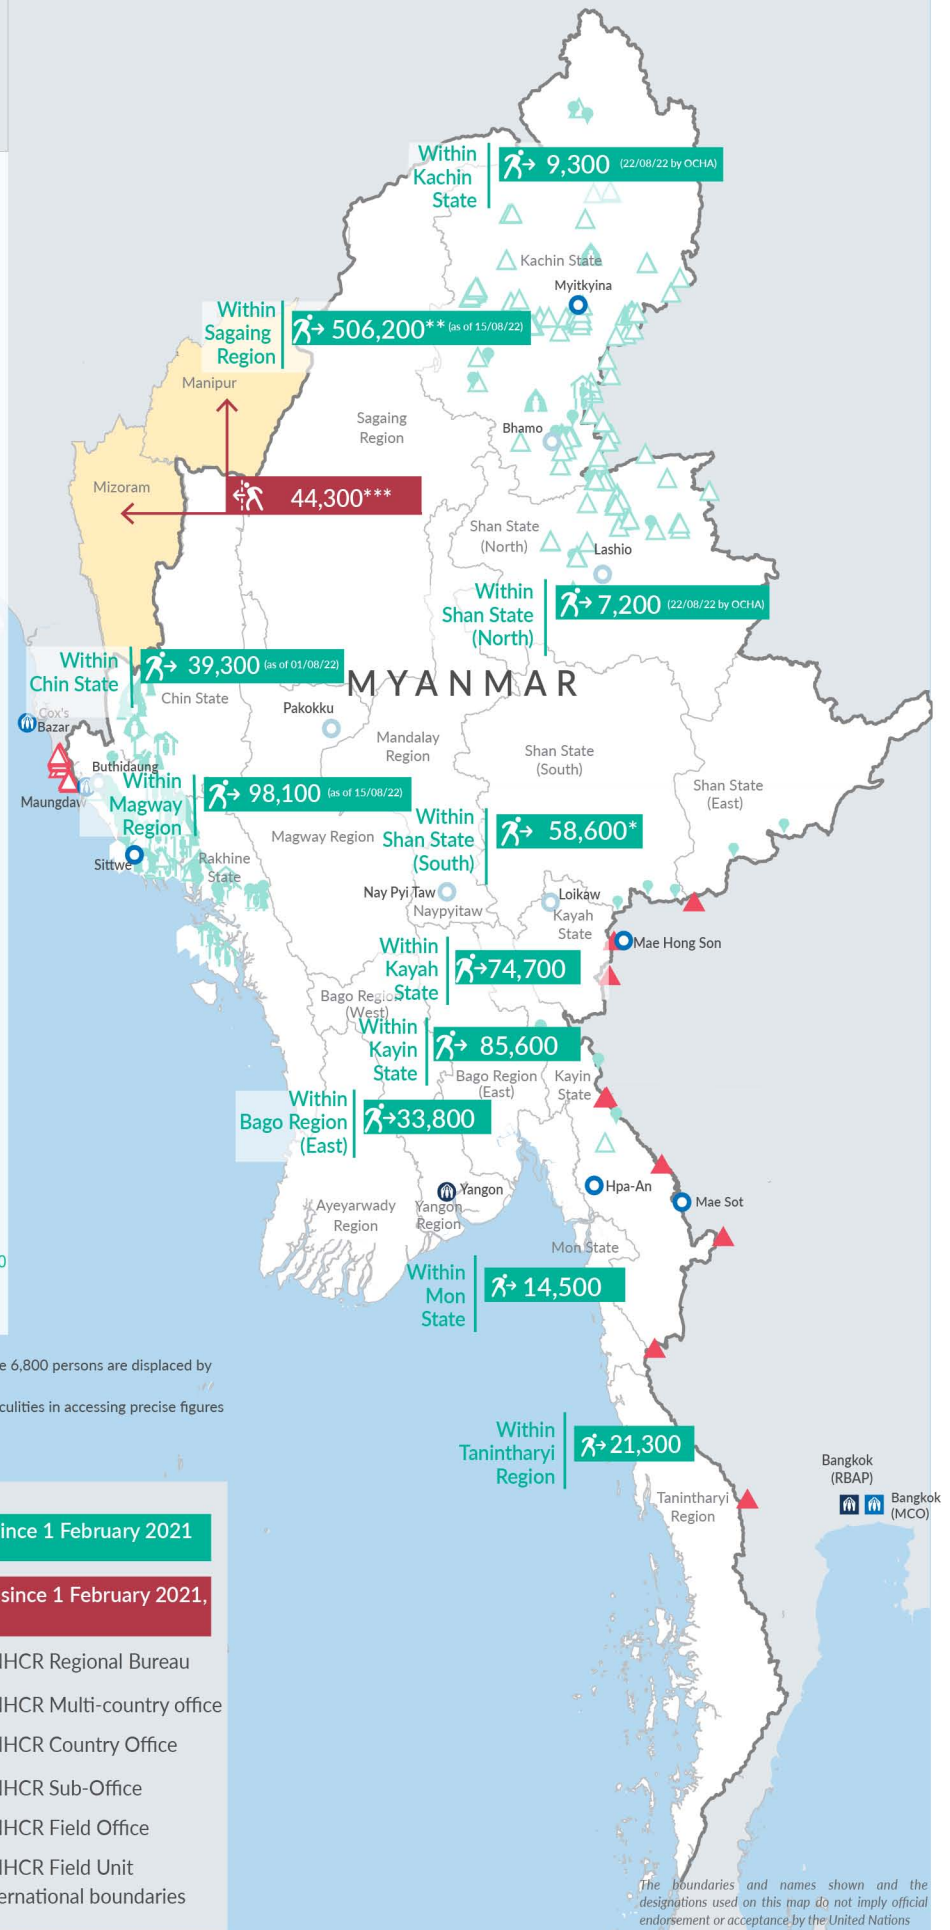 Within
Kachin
State
9,300 (22/08/22 by OCHA)
Kachin State
Myitkyina
Within
Sagaing
Region
506,200** (as of 15/08/22)
Manipur
Sagaing
Region
Bhamo
Mizoram
44,300***
Shan State
(North)
Lashio
Within
Shan State
(North)
7,200 (22/08/22 by OCHA)
Within
Chin State
39,300 (as of 01/08/22)
MYANMAR
Chin State
Cox's
Bazar
Pakokku
Mandalay
Region
Shan State
(South)
Shan State
(East)
Buthidaung
Maungdaw
Within
Magway
Region
98,100 (as of 15/08/22)
Magway Region
Within
Shan State
(South)
58,600*
Sittwe
Rakhine
State
Nay Pyi Taw
Naypyitaw
Loikaw
Kayah
State
Mae Hong Son
Within
Kayah
State
74,700
Bago Region
(West)
Within
Kayin
State
85,600
Bago Region
(East)
Kayin
State
Within
Bago Region
(East)
33,800
Hpa-An
Mae Sot
Yangon
Yangon
Region
Ayeyarwady
Region
Mon State
0
Within
Mon
State
14,500
e 6,800 persons are displaced by
culities in accessing precise figures
Within
Tanintharyi
Region
21,300
Tanintharyi
Region
Bangkok
(RBAP)
Bangkok
(MCO)
ince 1 February 2021
since 1 February 2021,
HCR Regional Bureau
HCR Multi-country office
HCR Country Office
HCR Sub-Office
HCR Field Office
HCR Field Unit
ernational boundaries
The boundaries and names shown and the
designations used on this map do not imply official
endorsement or acceptance by the United Nations